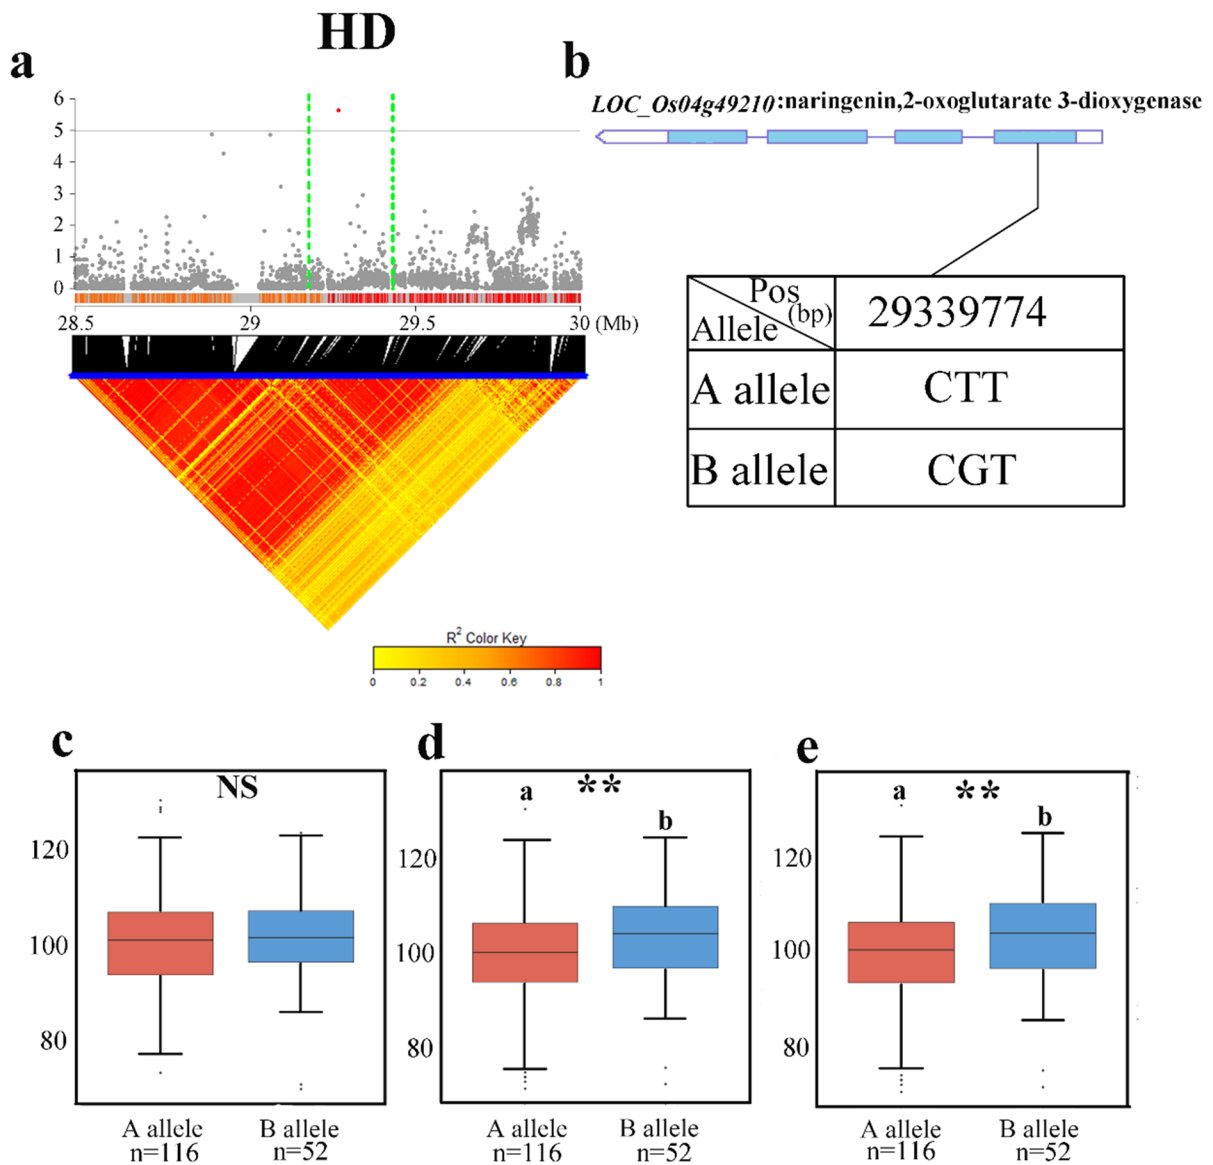 HD
a
6
5
4
3
2
1
0
28.5 29 29.5 30 (Mb)
R2 Color Key
0 0.2 0.4 0.6 0.8 1
b
LOC_Os04g49210:naringenin,2-oxoglutarate 3-dioxygenase
Pos (bp) Allele 29339774
A allele CTT
B allele CGT
c
NS
120
100
80
A allele B allele
n=116 n=52
d
a ** b
120
100
80
A allele B allele
n=116 n=52
e
a ** b
120
100
80
A allele B allele
n=116 n=52